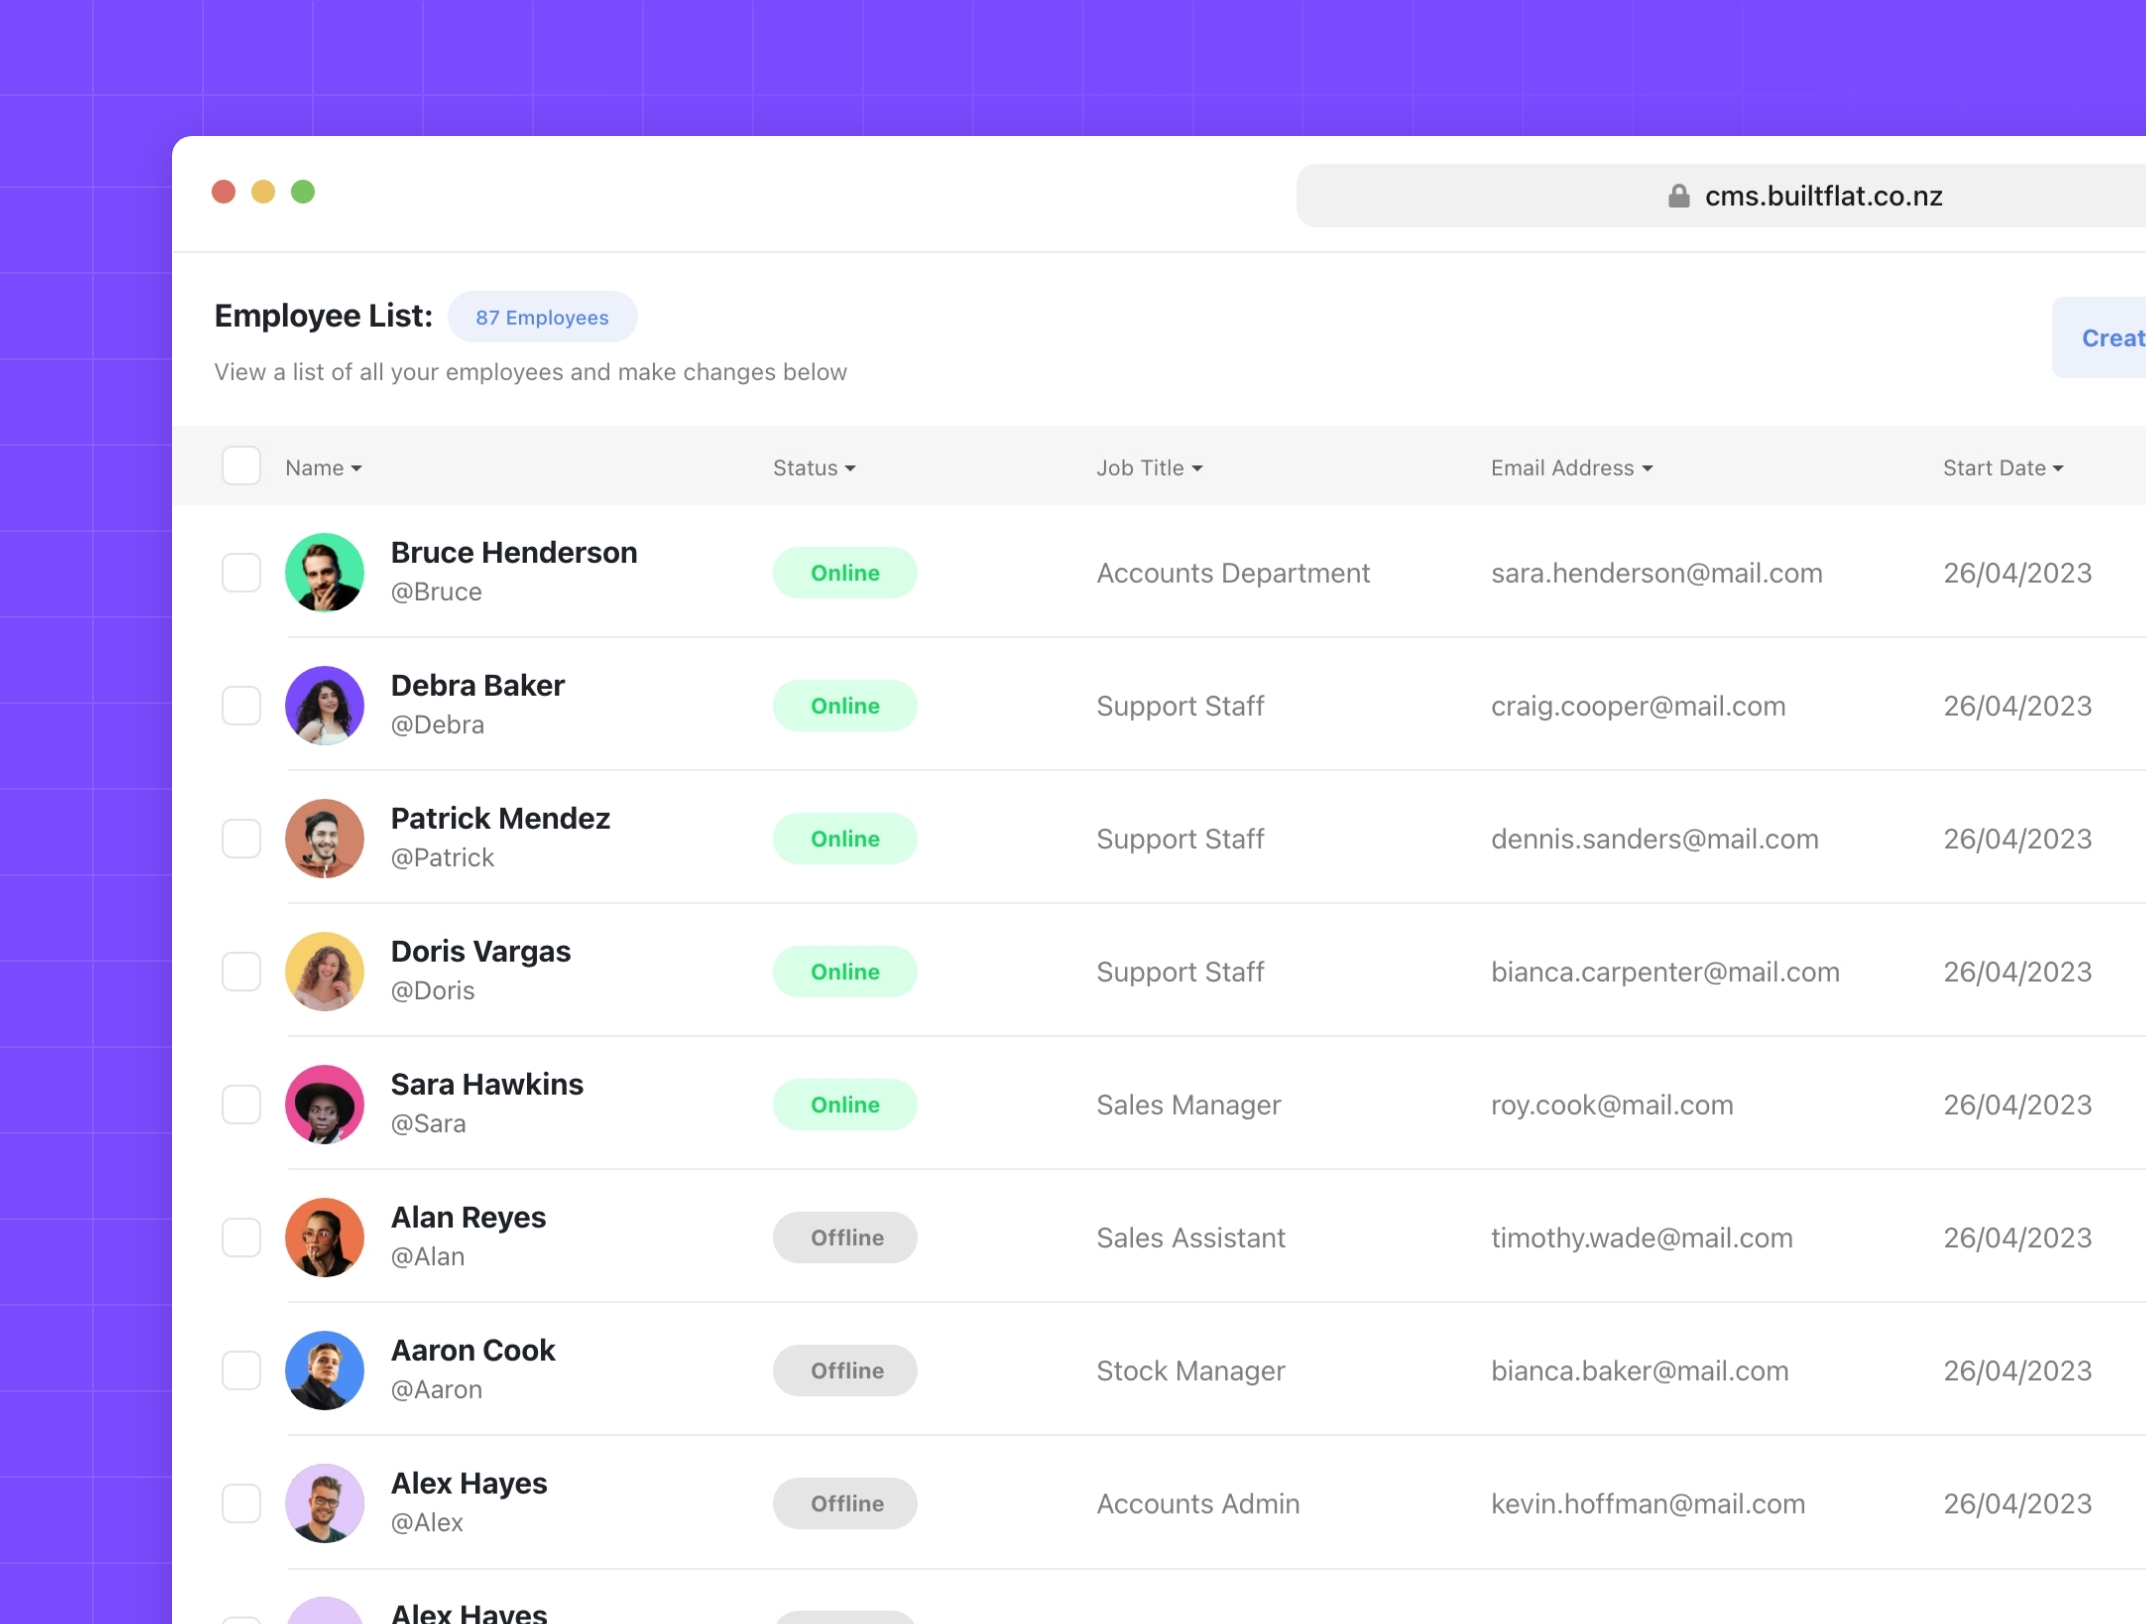 cms.builtflat.co.nz
Employee List: 87 Employees
View a list of all your employees and make changes below
Creat
Name Status Job Title Email Address Start Date
Bruce Henderson
@Bruce
Online Accounts Department sara.henderson@mail.com 26/04/2023
Debra Baker
@Debra
Online Support Staff craig.cooper@mail.com 26/04/2023
Patrick Mendez
@Patrick
Online Support Staff dennis.sanders@mail.com 26/04/2023
Doris Vargas
@Doris
Online Support Staff bianca.carpenter@mail.com 26/04/2023
Sara Hawkins
@Sara
Online Sales Manager roy.cook@mail.com 26/04/2023
Alan Reyes
@Alan
Offline Sales Assistant timothy.wade@mail.com 26/04/2023
Aaron Cook
@Aaron
Offline Stock Manager bianca.baker@mail.com 26/04/2023
Alex Hayes
@Alex
Offline Accounts Admin kevin.hoffman@mail.com 26/04/2023
Alex Hayes